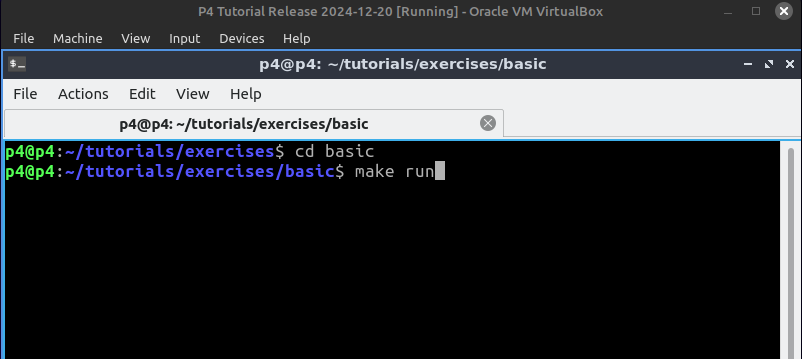 P4 Tutorial Release 2024-12-20 [Running] - Oracle VM VirtualBox
File Machine View Input Devices Help
$_ p4@p4: ~/tutorials/exercises/basic
File Actions Edit View Help
p4@p4: ~/tutorials/exercises/basic
p4@p4:~/tutorials/exercises$ cd basic
p4@p4:~/tutorials/exercises/basic$ make run